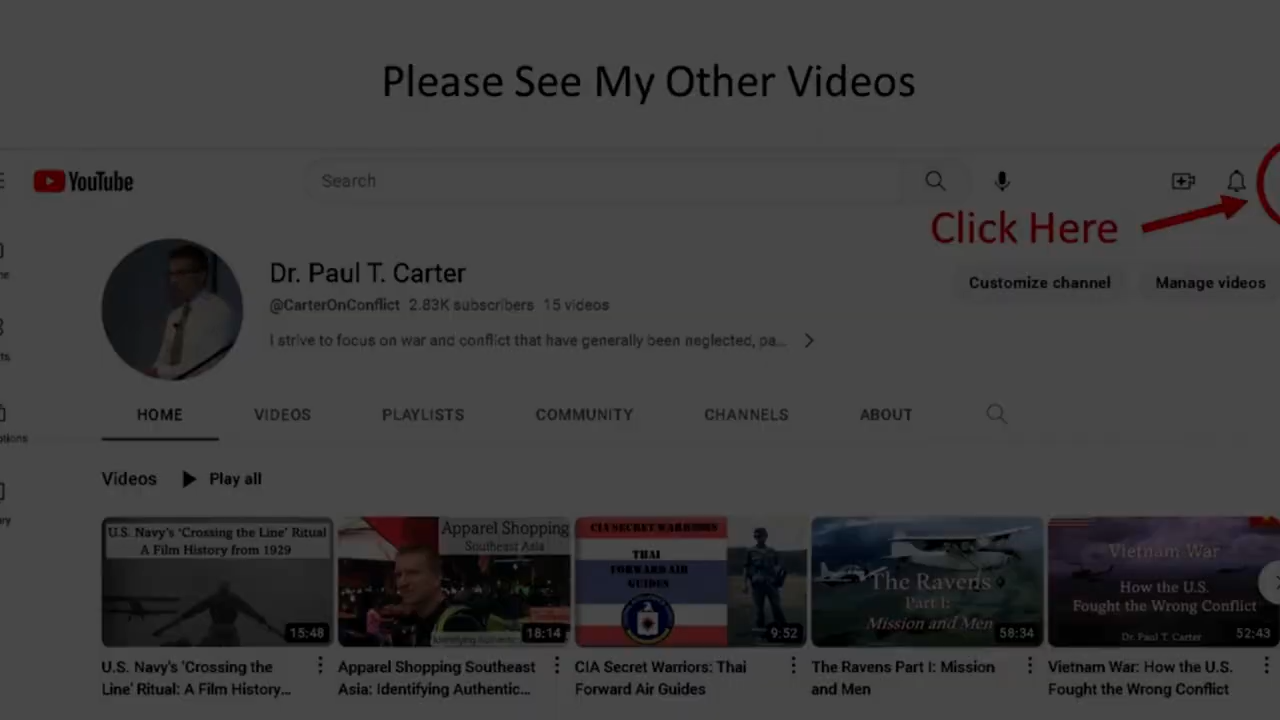 Please See My Other Videos
YouTube
Search
Click Here
Dr. Paul T. Carter
@CarterOnConflict 2.83K subscribers 15 videos
Customize channel
Manage videos
I strive to focus on war and conflict that have generally been neglected, pa...
HOME VIDEOS PLAYLISTS COMMUNITY CHANNELS ABOUT
Videos Play all
U.S. Navy's 'Crossing the Line' Ritual
A Film History from 1929
15:48
Apparel Shopping
Southeast Asia
18:14
CIA SECRET WARRIORS
THAI
FORWARD AIR
GUIDES
9:52
The Ravens
Part I:
Mission and Men
58:34
Vietnam War
How the U.S.
Fought the Wrong Conflict
Dr. Paul T. Carter
52:43
U.S. Navy's 'Crossing the
Line' Ritual: A Film History...
Apparel Shopping Southeast
Asia: Identifying Authentic...
CIA Secret Warriors: Thai
Forward Air Guides
The Ravens Part I: Mission
and Men
Vietnam War: How the U.S.
Fought the Wrong Conflict